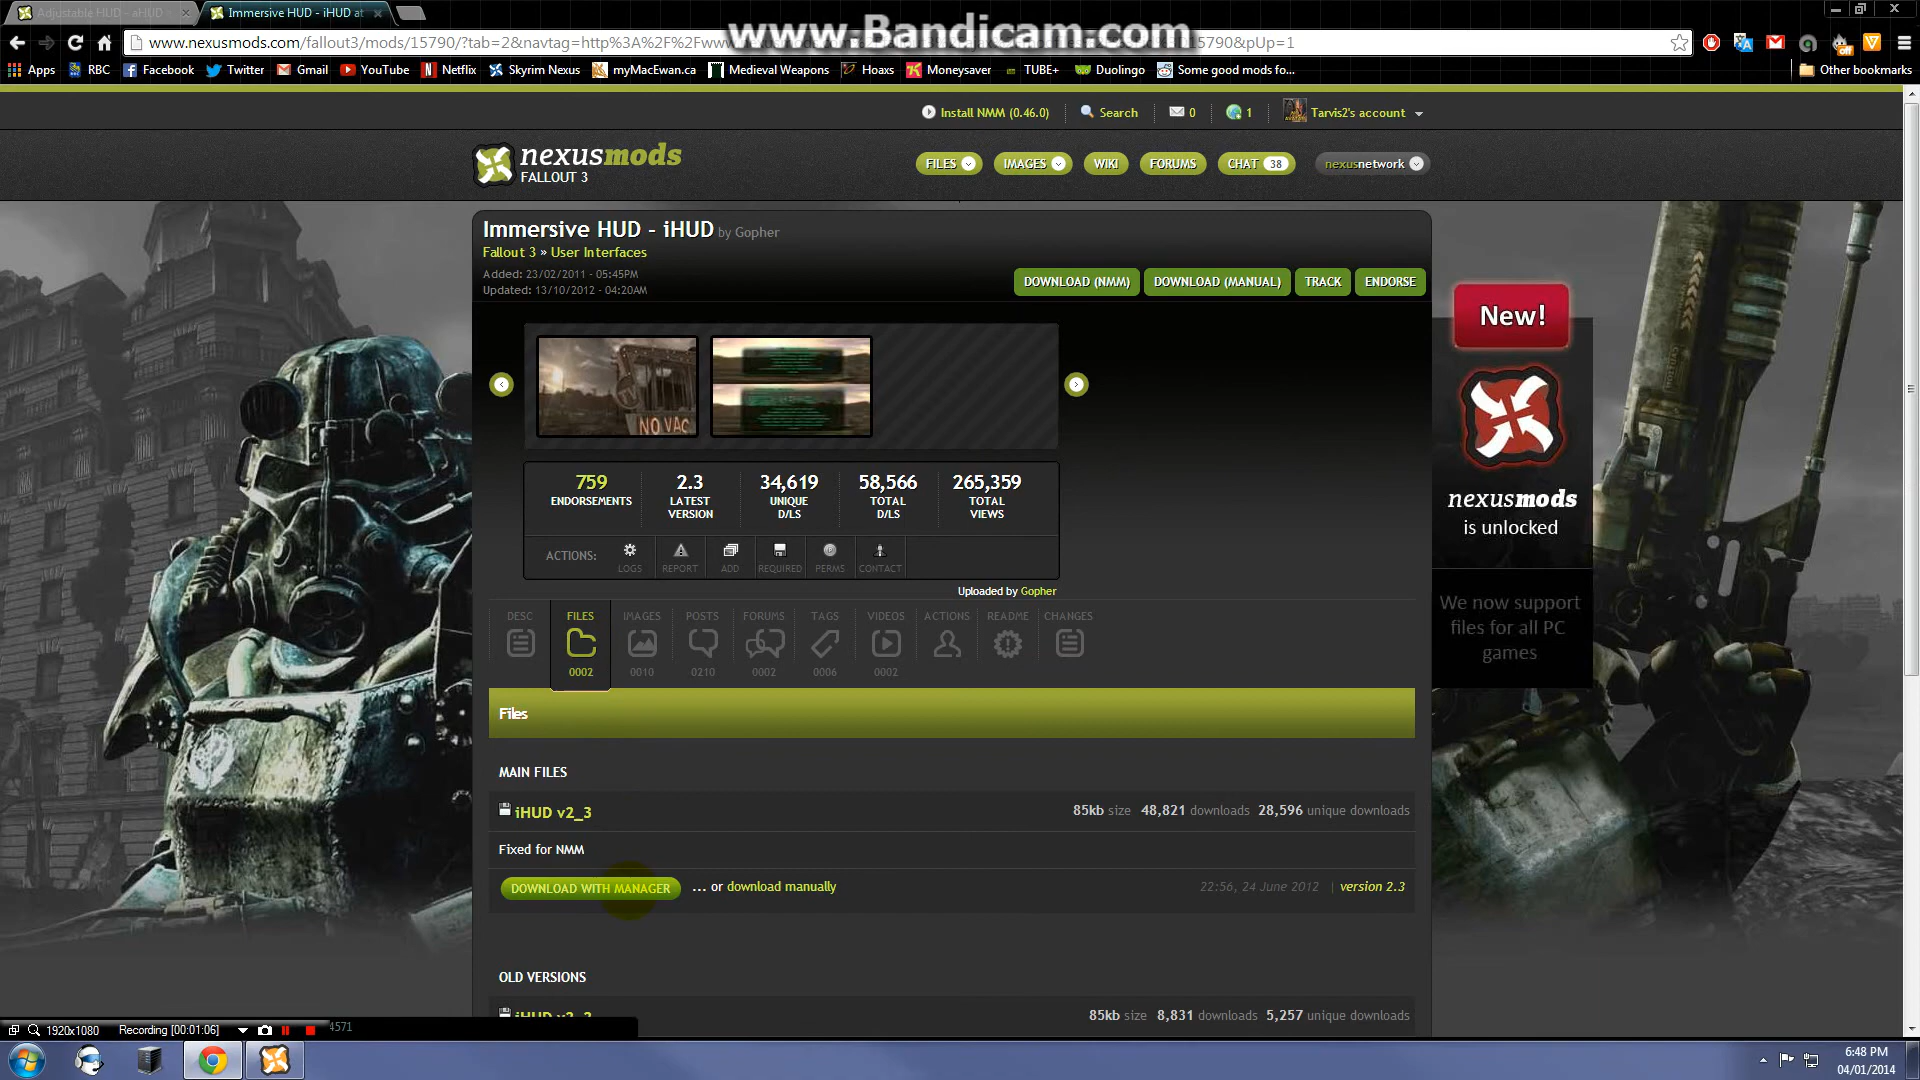 Adjustable HUD - aHUD
Immersive HUD - iHUD at
www.Bandicam.com
www.nexusmods.com/fallout3/mods/15790/?tab=2&navtag=http%3A%2F%2Fwww
15790&pUp=1
Apps RBC Facebook Twitter Gmail YouTube Netflix Skyrim Nexus myMacEwan.ca Medieval Weapons Hoaxs Moneysaver TUBE+ Duolingo Some good mods fo... Other bookmarks
off
Install NMM (0.46.0) Search 0 1 Tarvis2's account
nexusmods
FALLOUT 3
FILES IMAGES WIKI FORUMS CHAT 38 nexusnetwork
Immersive HUD - iHUD by Gopher
Fallout 3 » User Interfaces
Added: 23/02/2011 - 05:45PM
Updated: 13/10/2012 - 04:20AM
DOWNLOAD (NMM) DOWNLOAD (MANUAL) TRACK ENDORSE
NO VAC
New!
nexusmods
is unlocked
We now support
files for all PC
games
759 2.3 34,619 58,566 265,359
ENDORSEMENTS LATEST UNIQUE TOTAL TOTAL
VERSION D/LS D/LS VIEWS
ACTIONS: LOGS REPORT ADD REQUIRED PERMS CONTACT
Uploaded by Gopher
DESC FILES IMAGES POSTS FORUMS TAGS VIDEOS ACTIONS README CHANGES
0002 0010 0210 0002 0006 0002
Files
MAIN FILES
iHUD v2_3 85kb size 48,821 downloads 28,596 unique downloads
Fixed for NMM
DOWNLOAD WITH MANAGER ... or download manually 22:56, 24 June 2012 | version 2.3
OLD VERSIONS
iHUD v2_3 85kb size 8,831 downloads 5,257 unique downloads
1920x1080 Recording [00:01:06] 4571
6:48 PM
04/01/2014